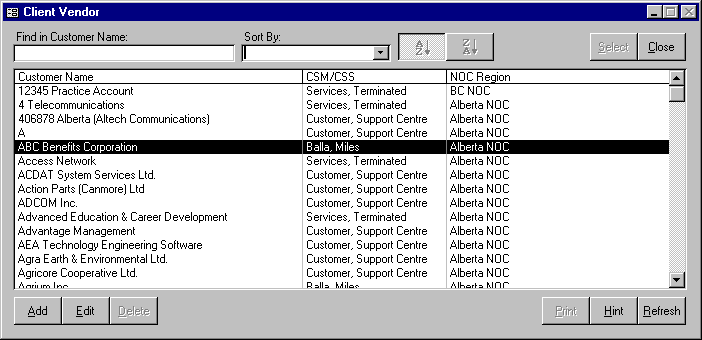 Client Vendor
Find in Customer Name: Sort By: A Z Z A Select Close
Customer Name CSM/CSS NOC Region
12345 Practice Account Services, Terminated BC NOC
4 Telecommunications Services, Terminated Alberta NOC
406878 Alberta (Altech Communications) Customer, Support Centre Alberta NOC
A Customer, Support Centre Alberta NOC
ABC Benefits Corporation Balla, Miles Alberta NOC
Access Network Services, Terminated Alberta NOC
ACDAT System Services Ltd. Customer, Support Centre Alberta NOC
Action Parts (Canmore) Ltd Customer, Support Centre Alberta NOC
ADCOM Inc. Customer, Support Centre Alberta NOC
Advanced Education & Career Development Services, Terminated Alberta NOC
Advantage Management Customer, Support Centre Alberta NOC
AEA Technology Engineering Software Customer, Support Centre Alberta NOC
Agra Earth & Environmental Ltd. Customer, Support Centre Alberta NOC
Agricore Cooperative Ltd. Customer, Support Centre Alberta NOC
Agrium Inc. Balla, Miles Alberta NOC
Add Edit Delete Print Hint Refresh